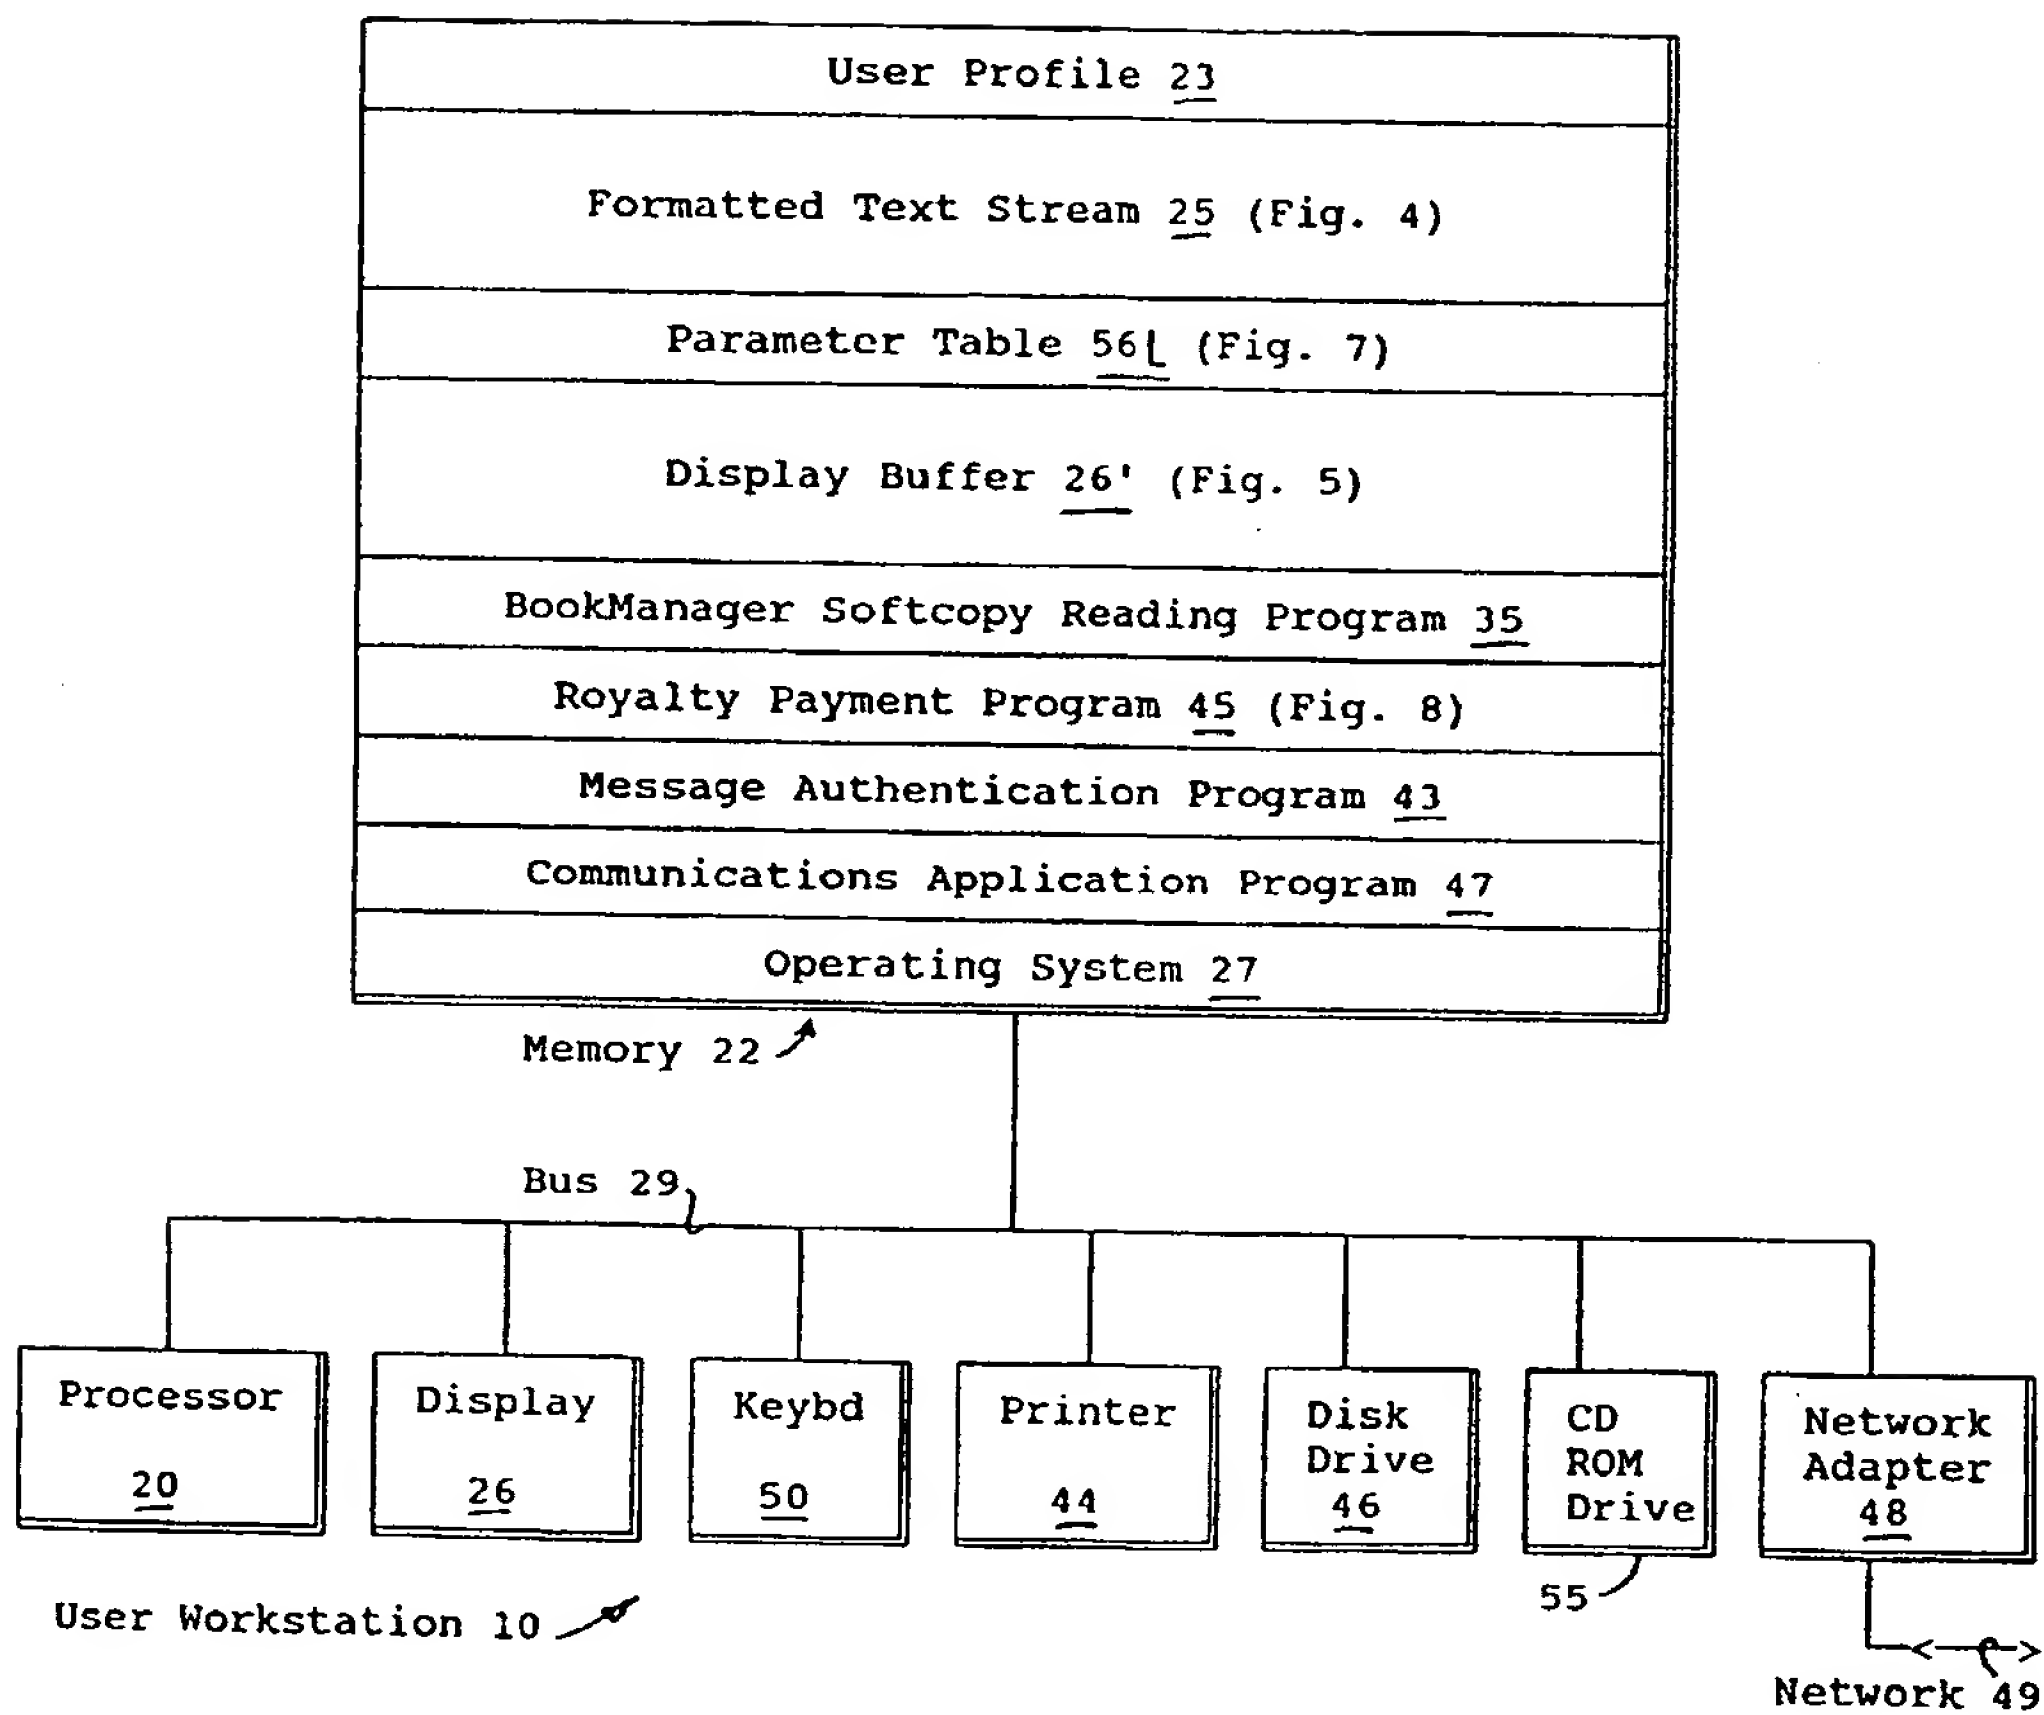 User Profile 23
Formatted Text Stream 25 (Fig. 4)
Parameter Table 56L (Fig. 7)
Display Buffer 26' (Fig. 5)
BookManager Softcopy Reading Program 35
Royalty Payment Program 45 (Fig. 8)
Message Authentication Program 43
Communications Application Program 47
Operating System 27
Memory 22
Bus 29
Processor
20
Display
26
Keybd
50
Printer
44
Disk
Drive
46
CD
ROM
Drive
55
Network
Adapter
48
User Workstation 10
Network 49